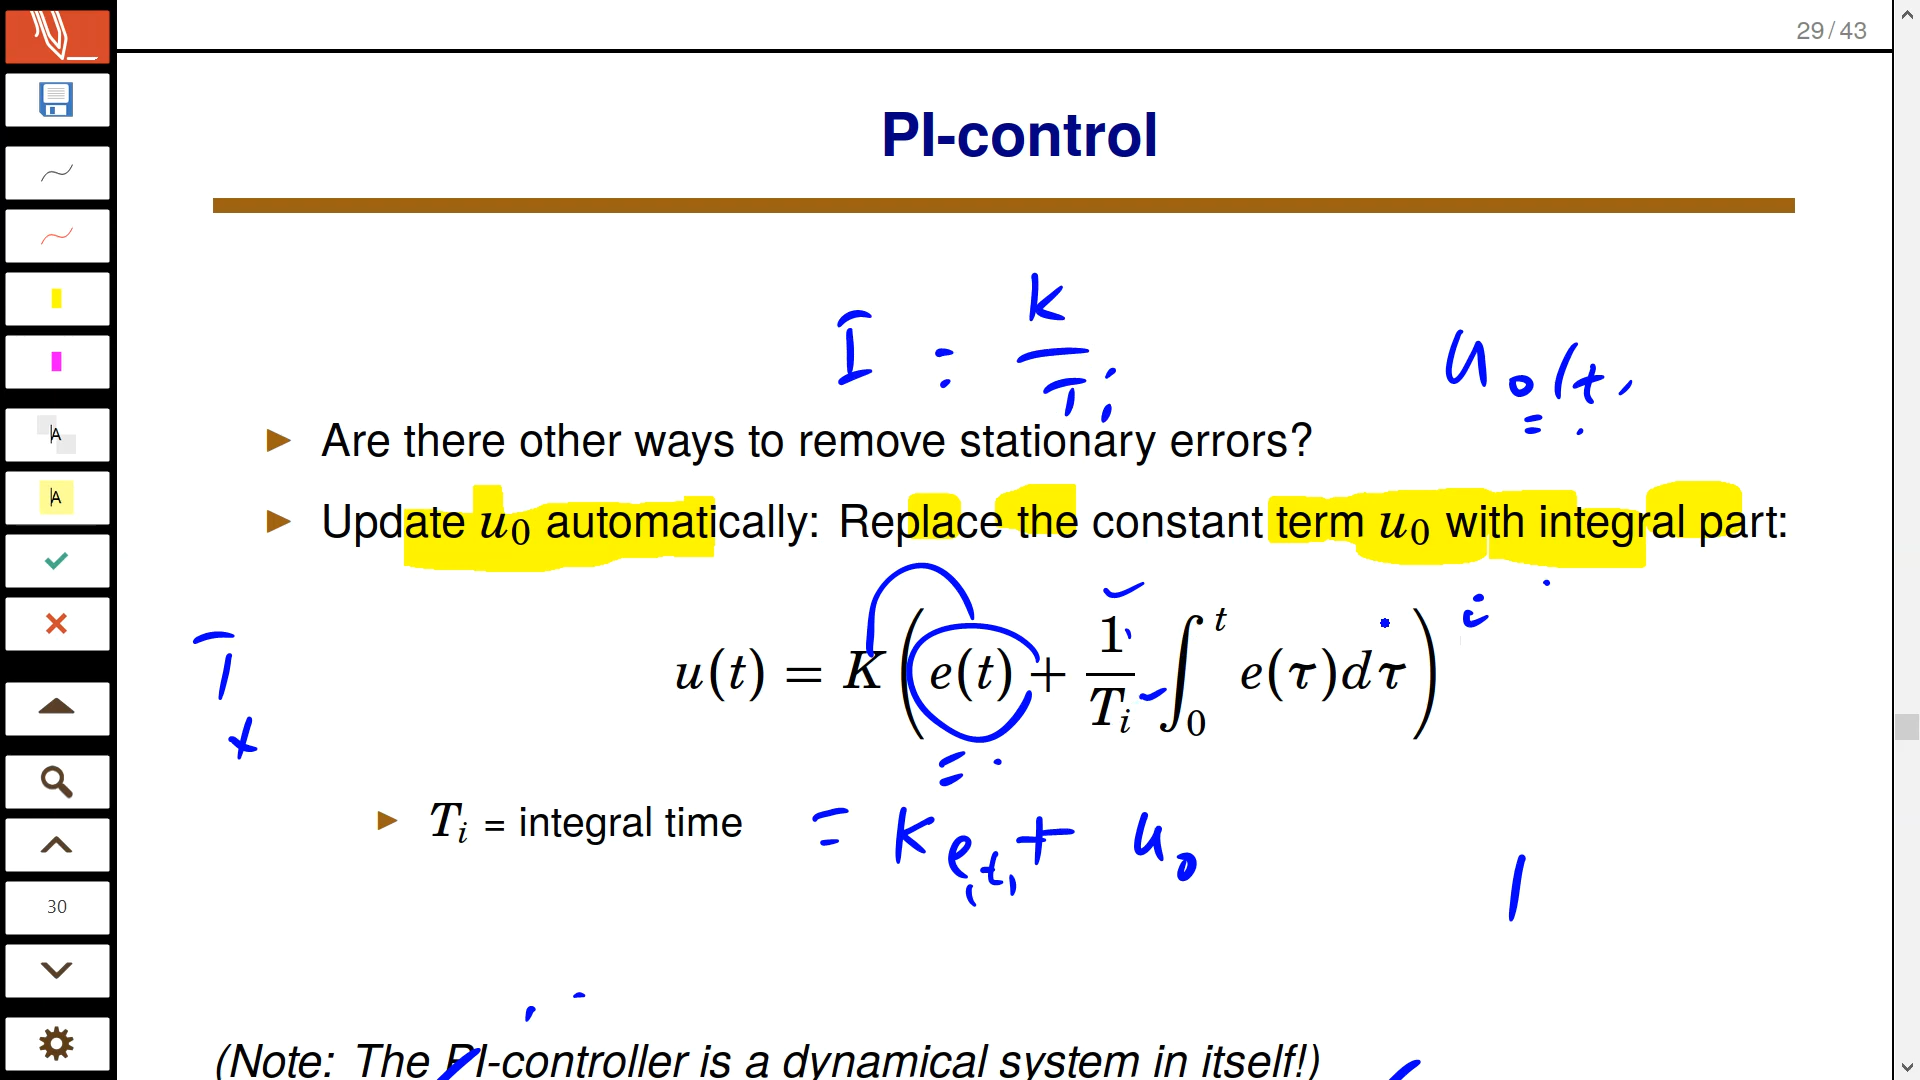 29/43
PI-control
I = K/Ti
u0(t)
► Are there other ways to remove stationary errors?
► Update u0 automatically: Replace the constant term u0 with integral part:
u(t) = K( e(t) + 1/Ti ∫0^t e(τ)dτ )
► Ti = integral time
= K e(t) + u0
30
(Note: The PI-controller is a dynamical system in itself!)